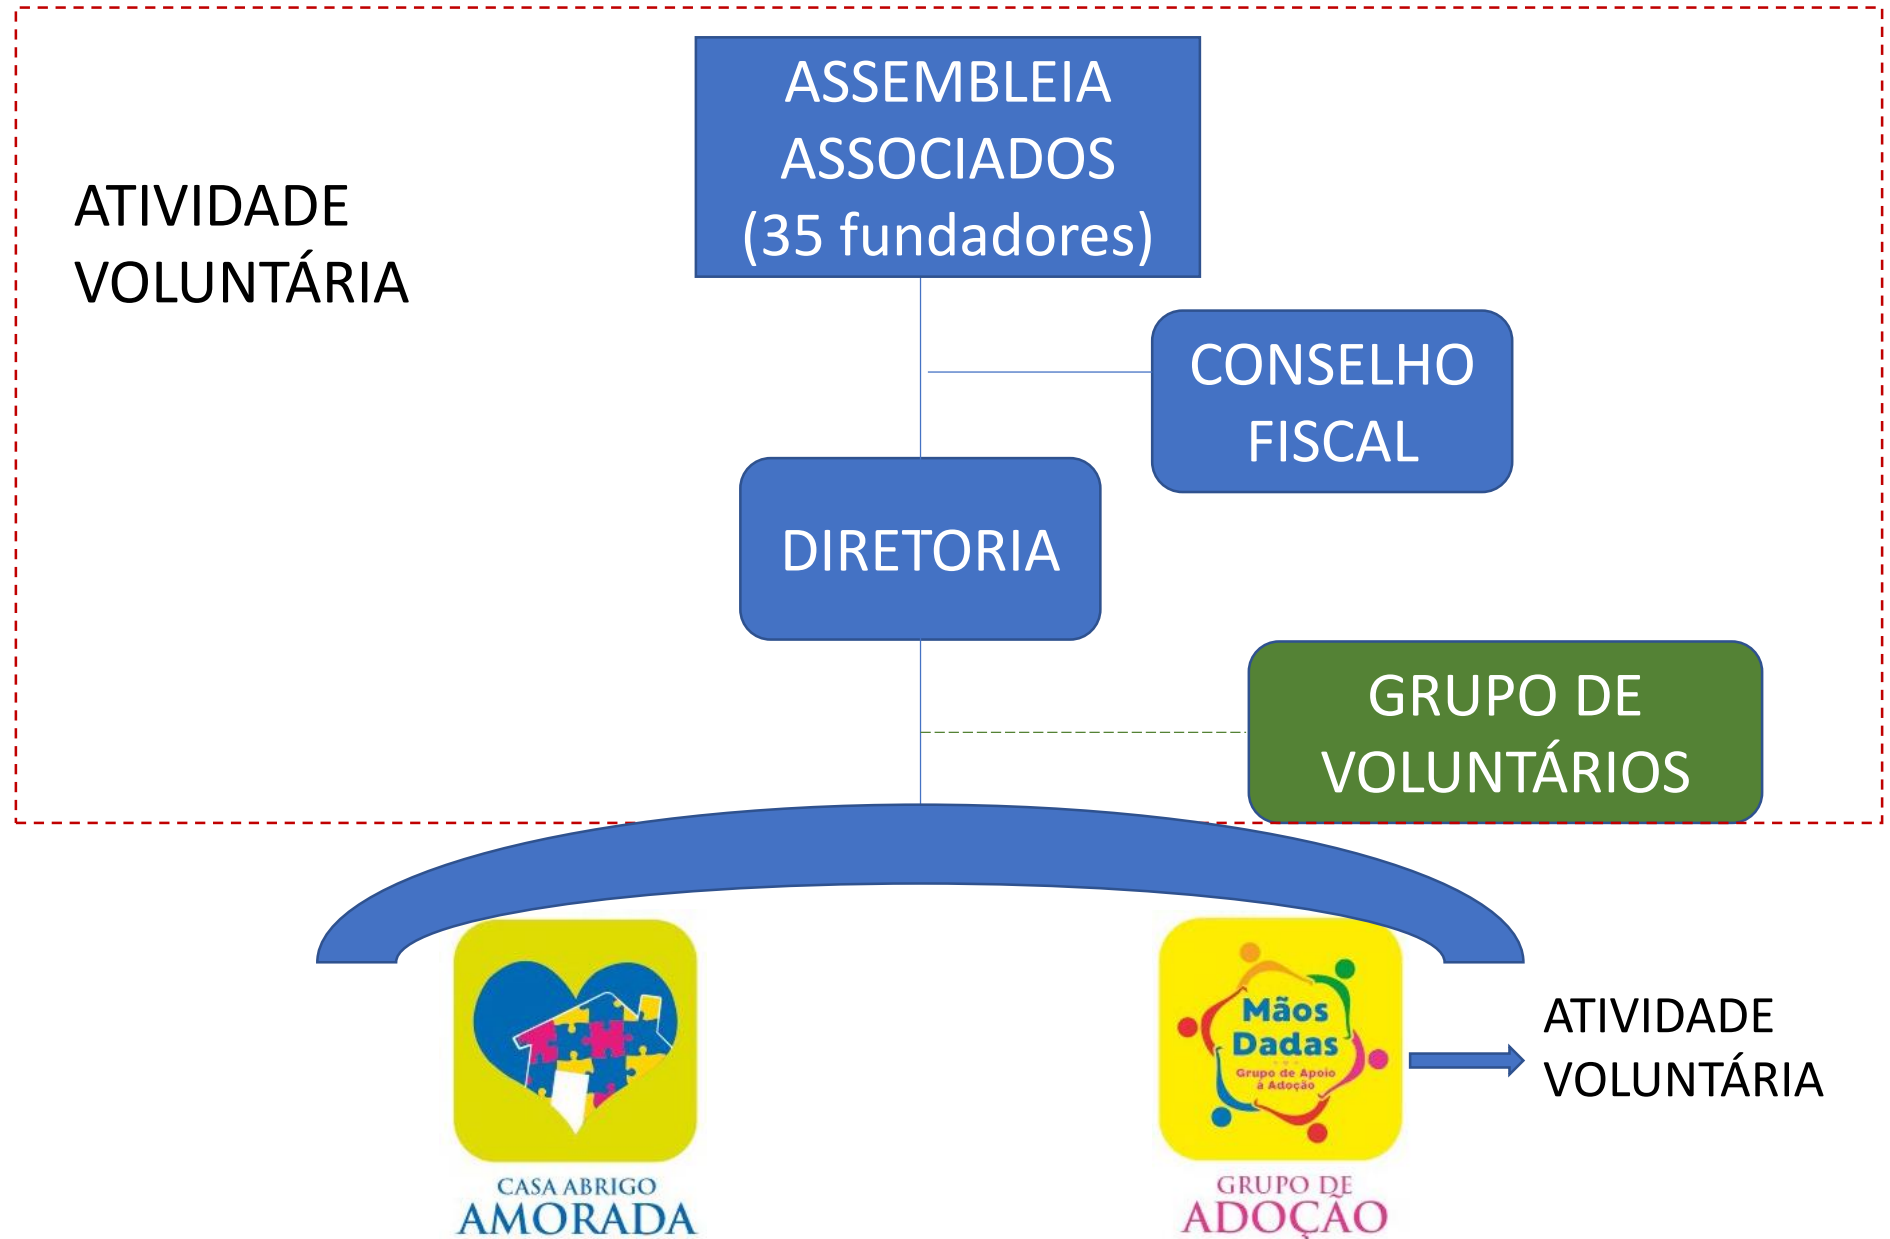 ASSEMBLEIA
ASSOCIADOS
(35 fundadores)
ATIVIDADE
VOLUNTÁRIA
CONSELHO
FISCAL
DIRETORIA
GRUPO DE
VOLUNTÁRIOS
Mãos
Dadas
Grupo de Apoio
à Adoção
ATIVIDADE
VOLUNTÁRIA
CASA ABRIGO
AMORADA
GRUPO DE
ADOÇÃO